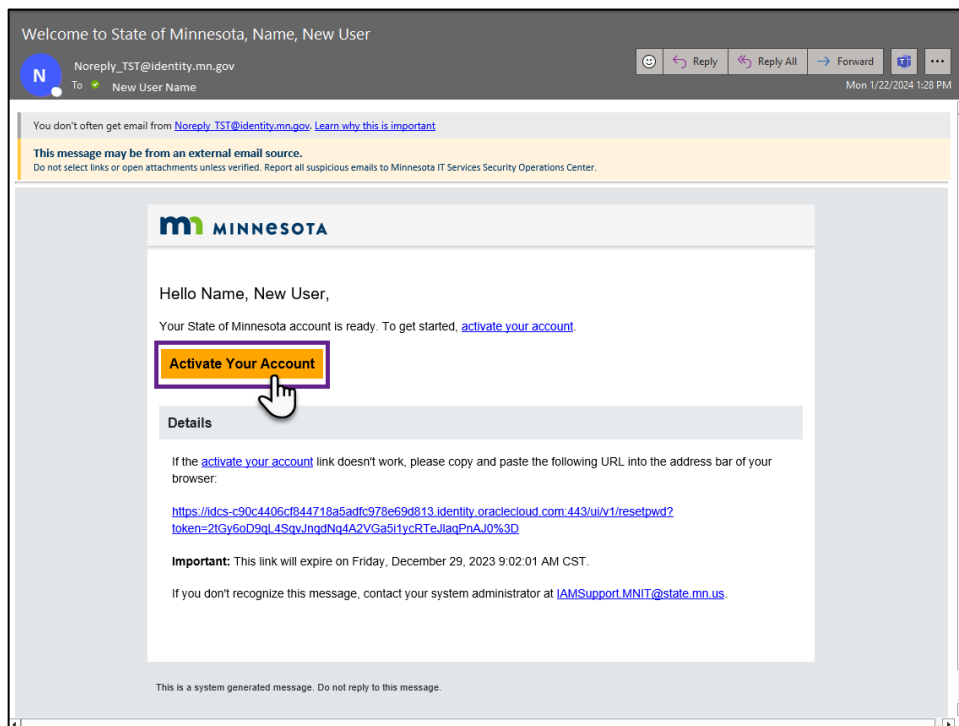 Welcome to State of Minnesota, Name, New User
N
Noreply_TST@identity.mn.gov
To New User Name
Reply
Reply All
Forward
Mon 1/22/2024 1:28 PM
You don't often get email from Noreply_TST@identity.mn.gov. Learn why this is important
This message may be from an external email source.
Do not select links or open attachments unless verified. Report all suspicious emails to Minnesota IT Services Security Operations Center.
mn MINNESOTA
Hello Name, New User,
Your State of Minnesota account is ready. To get started, activate your account.
Activate Your Account
Details
If the activate your account link doesn't work, please copy and paste the following URL into the address bar of your
browser:
https://idcs-c90c4406cf844718a5adfc978e69d813.identity.oraclecloud.com:443/ui/v1/resetpwd?
token=2tGy6oD9qL4SqvJnqdNq4A2VGa5i1ycRTeJlaqPnAJ0%3D
Important: This link will expire on Friday, December 29, 2023 9:02:01 AM CST.
If you don't recognize this message, contact your system administrator at IAMSupport.MNIT@state.mn.us.
This is a system generated message. Do not reply to this message.